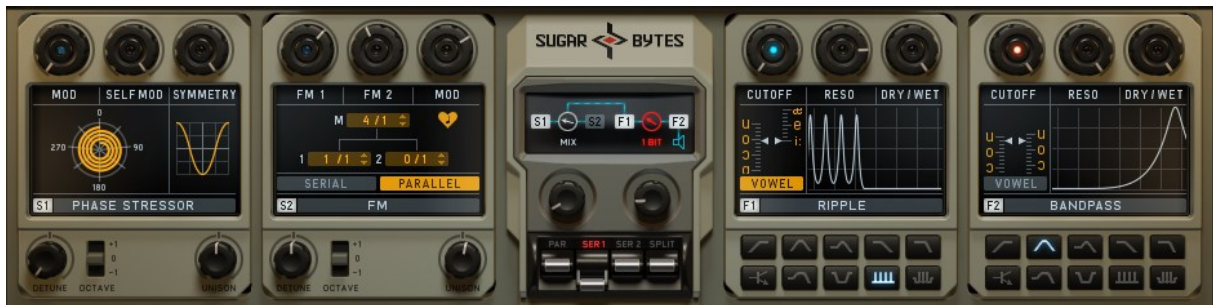 MOD SELFMOD SYMMETRY
0
270 90
180
S1 PHASE STRESSOR
DETUNE OCTAVE +1 0 -1 UNISON
FM 1 FM 2 MOD
M 4/1
1 1/1 2 0/1
SERIAL PARALLEL
S2 FM
DETUNE OCTAVE +1 0 -1 UNISON
SUGAR BYTES
S1 S2 F1 F2
MIX 1 BIT
PAR SER 1 SER 2 SPLIT
CUTOFF RESO DRY/WET
VOWEL
F1 RIPPLE
CUTOFF RESO DRY/WET
VOWEL
F2 BANDPASS